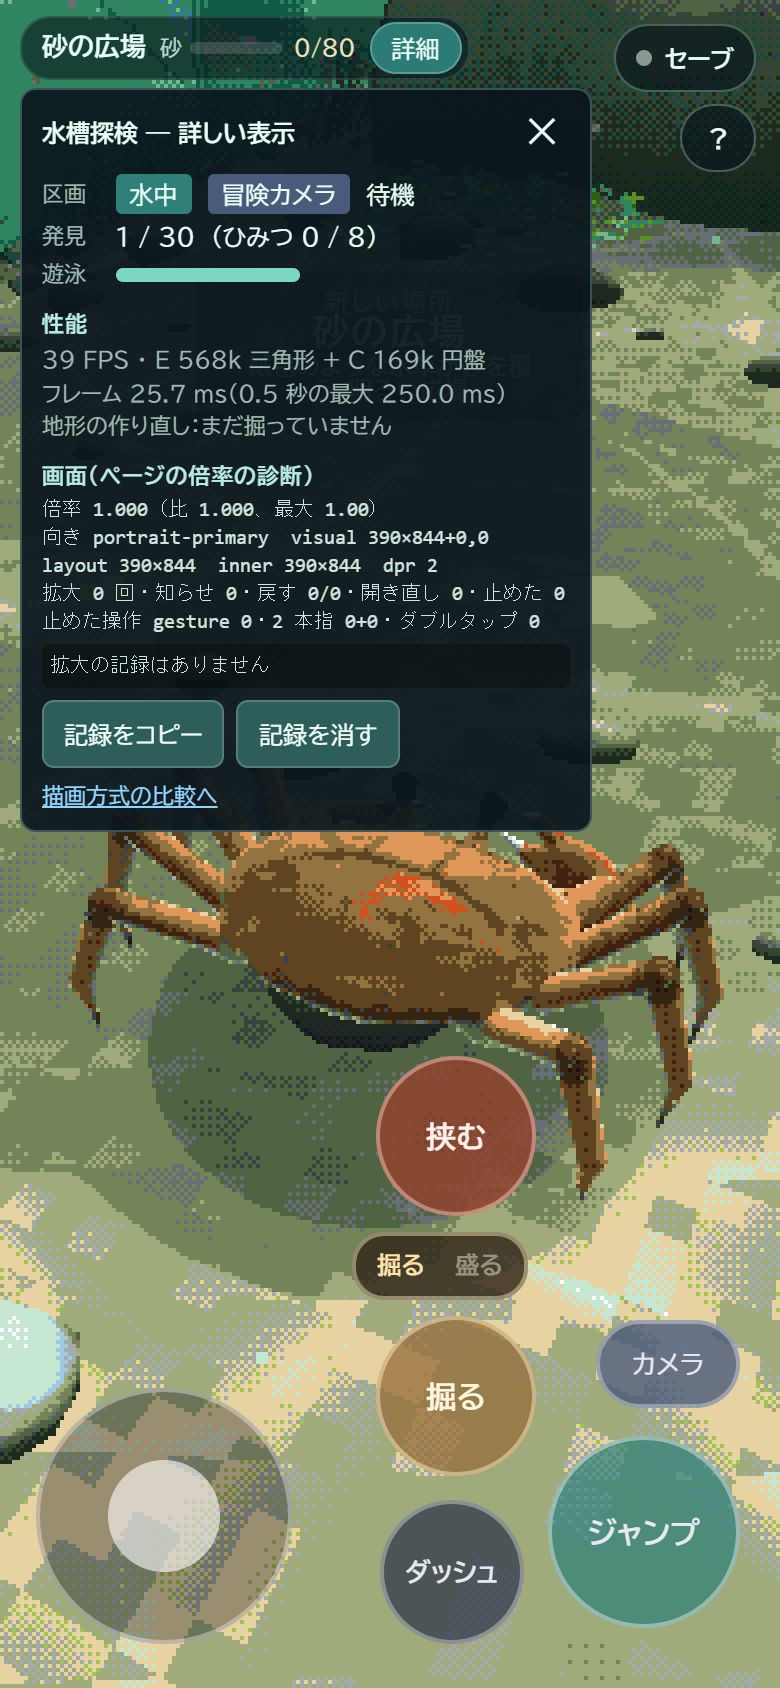 砂の広場 砂 0/80 詳細
セーブ
?
水槽探検 — 詳しい表示
区画 水中 冒険カメラ 待機
発見 1 / 30 (ひみつ 0 / 8)
遊泳
新しい場所
砂の広場
性能
39 FPS・E 568k 三角形 + C 169k 円盤
フレーム 25.7 ms(0.5 秒の最大 250.0 ms)
地形の作り直し:まだ掘っていません
画面(ページの倍率の診断)
倍率 1.000 (比 1.000、最大 1.00)
向き portrait-primary visual 390×844+0,0
layout 390×844 inner 390×844 dpr 2
拡大 0 回・知らせ 0・戻す 0/0・開き直し 0・止めた 0
止めた操作 gesture 0・2 本指 0+0・ダブルタップ 0
拡大の記録はありません
記録をコピー 記録を消す
描画方式の比較へ
挟む
掘る 盛る
カメラ
掘る
ジャンプ
ダッシュ